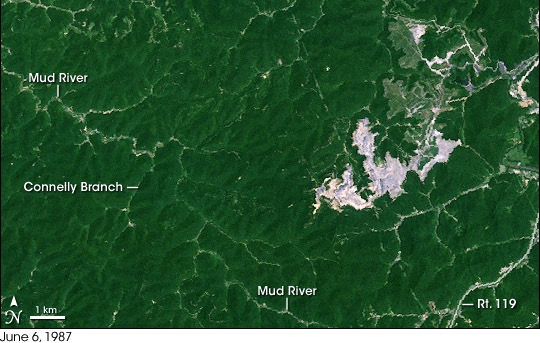 Mud River
Connelly Branch
Mud River
Rt. 119
N
1 km
June 6, 1987